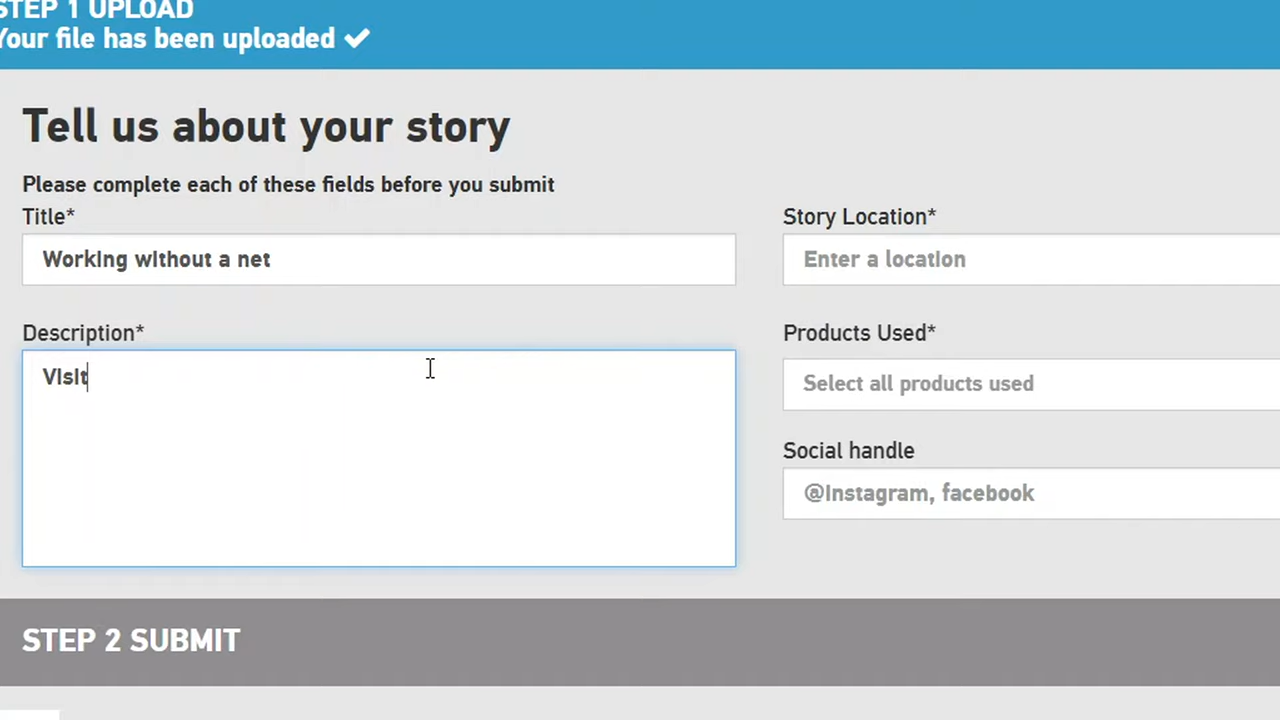 STEP 1 UPLOAD
Your file has been uploaded
Tell us about your story
Please complete each of these fields before you submit
Title*
Working without a net
Description*
Visit
Story Location*
Enter a location
Products Used*
Select all products used
Social handle
@Instagram, facebook
STEP 2 SUBMIT